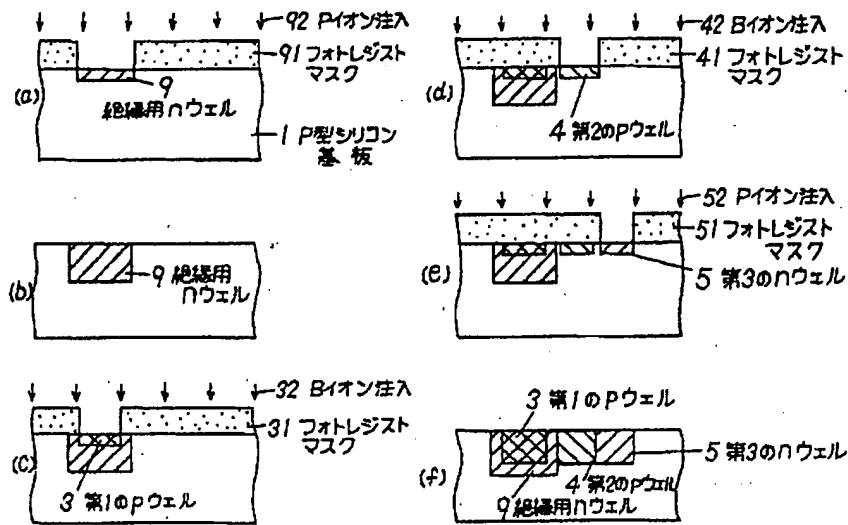 92 Pイオン注入
91 フォトレジスト
マスク
(a)
9
絶縁用nウェル
1 P型シリコン
基板
(b)
9 絶縁用
nウェル
32 Bイオン注入
31 フォトレジスト
マスク
(c)
3 第1のPウェル
42 Bイオン注入
41 フォトレジスト
マスク
(d)
4 第2のPウェル
52 Pイオン注入
51 フォトレジスト
マスク
(e)
5 第3のnウェル
3 第1のPウェル
5 第3のnウェル
(f)
4 第2のPウェル
9 絶縁用nウェル